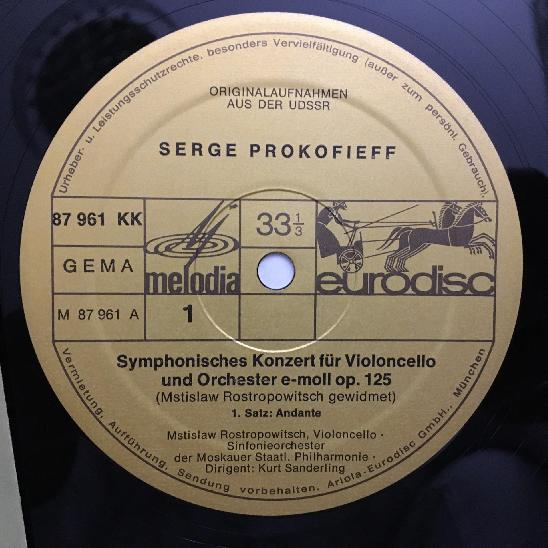 Urheber- u. Leistungsschutzrechte, besonders Vervielfältigung (außer zum persönl. Gebrauch),
ORIGINALAUFNAHMEN
AUS DER UDSSR
SERGE PROKOFIEFF
87 961 KK
33 1/3
GEMA
melodia
eurodisc
M 87 961 A
1
Symphonisches Konzert für Violoncello
und Orchester e-moll op. 125
(Mstislaw Rostropowitsch gewidmet)
1. Satz: Andante
Mstislaw Rostropowitsch, Violoncello ·
Sinfonieorchester
der Moskauer Staatl. Philharmonie ·
Dirigent: Kurt Sanderling
Vermietung, Aufführung, Sendung vorbehalten. Ariola-Eurodisc GmbH., München